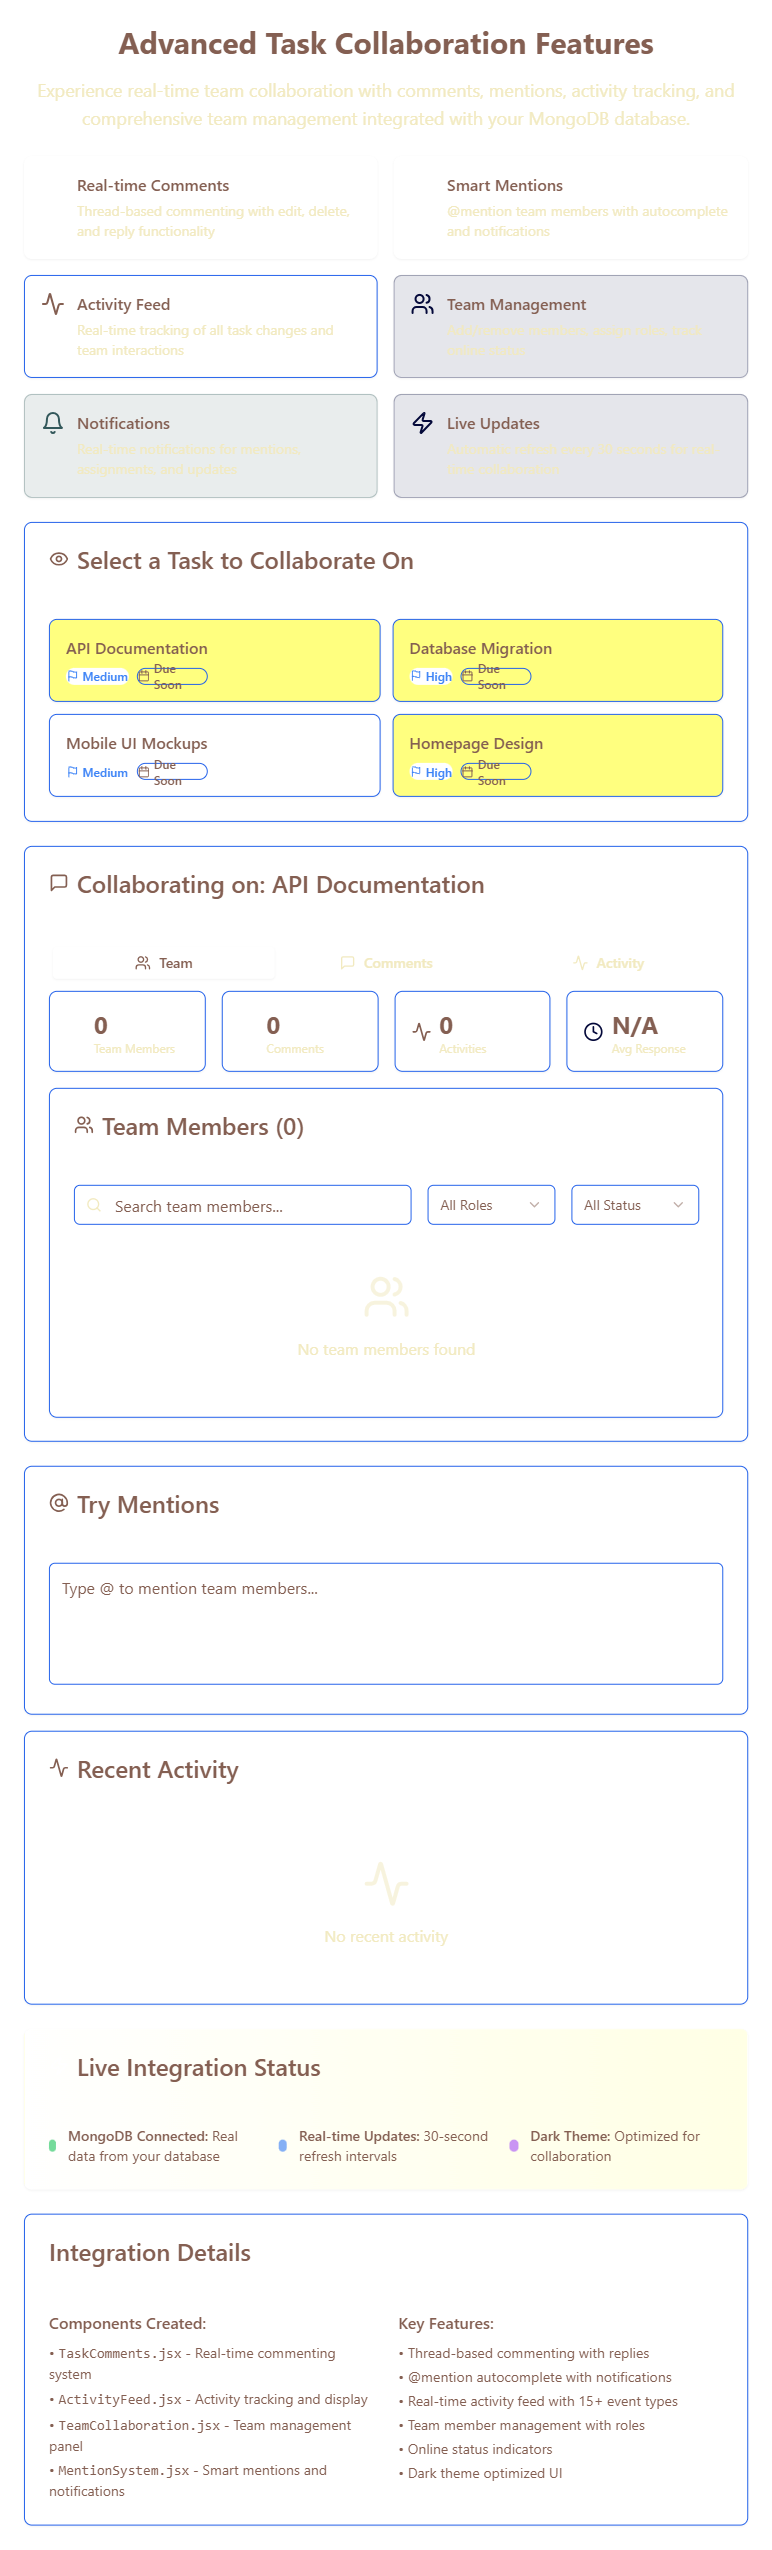 Advanced Task Collaboration Features
Experience real-time team collaboration with comments, mentions, activity tracking, and
comprehensive team management integrated with your MongoDB database.
Real-time Comments
Thread-based commenting with edit, delete,
and reply functionality
Smart Mentions
@mention team members with autocomplete
and notifications
Activity Feed
Real-time tracking of all task changes and
team interactions
Team Management
Notifications
Real-time notifications for mentions,
assignments, and updates
Live Updates
Select a Task to Collaborate On
API Documentation
Medium
Due
Soon
Database Migration
High
Due
Soon
Mobile UI Mockups
Medium
Due
Soon
Homepage Design
High
Due
Soon
Collaborating on: API Documentation
Team
Comments
Activity
0
Team Members
0
Comments
0
Activities
N/A
Avg Response
Team Members (0)
Search team members...
All Roles
All Status
No team members found
Try Mentions
Type @ to mention team members...
Recent Activity
No recent activity
Live Integration Status
MongoDB Connected: Real
data from your database
Real-time Updates: 30-second
refresh intervals
Dark Theme: Optimized for
collaboration
Integration Details
Components Created:
• TaskComments.jsx - Real-time commenting
system
• ActivityFeed.jsx - Activity tracking and display
• TeamCollaboration.jsx - Team management
panel
• MentionSystem.jsx - Smart mentions and
notifications
Key Features:
• Thread-based commenting with replies
• @mention autocomplete with notifications
• Real-time activity feed with 15+ event types
• Team member management with roles
• Online status indicators
• Dark theme optimized UI